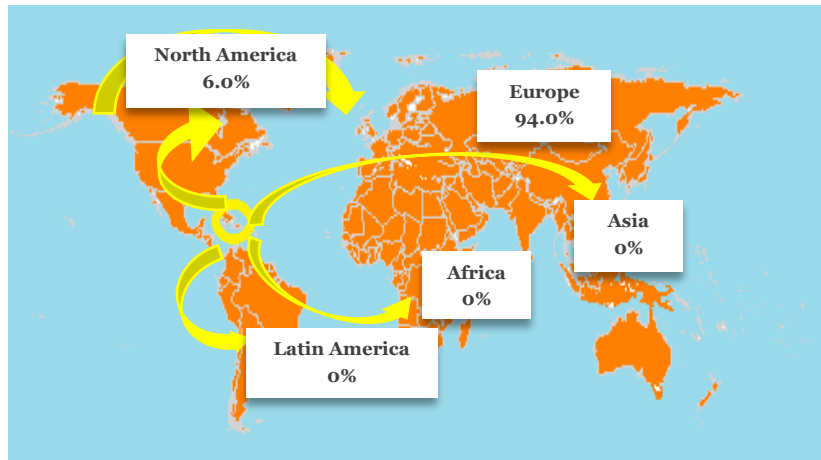 North America
6.0%
Europe
94.0%
Asia
0%
Africa
0%
Latin America
0%